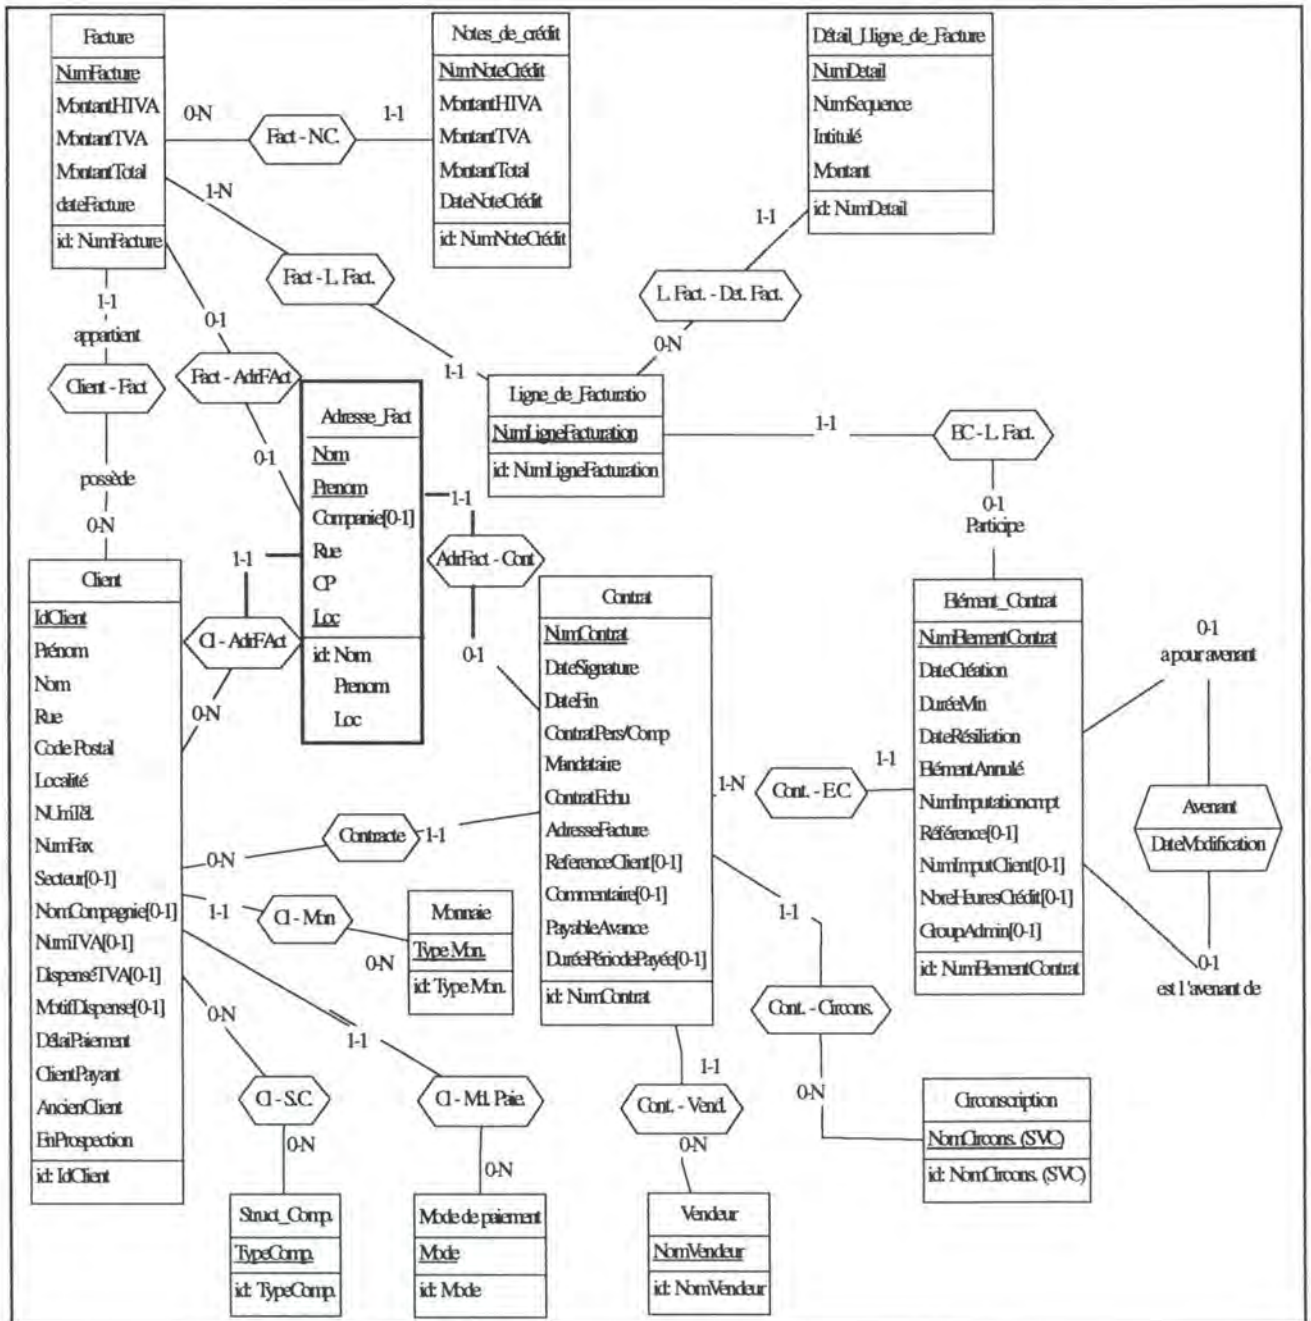 Facture
NumFacture
MontantHTVA
MontantTVA
MontantTotal
dateFacture
id: NumFacture
0-N
Fact - N.C.
1-1
Notes_de_crédit
NumNoteCrédit
MontantHTVA
MontantTVA
MontantTotal
DateNoteCrédit
id: NumNoteCrédit
Détail_Lligne_de_Facture
NumDetail
NumSequence
Intitulé
Montant
id: NumDetail
1-N
Fact - L. Fact.
1-1
1-1
L. Fact. - Det. Fact.
0-N
1-1
appartient
Client - Fact
possède
0-N
0-1
Fact - AdrFAct
0-1
Adresse_Fact
Nom
Prenom
Companie[0-1]
Rue
CP
Loc
id: Nom
Prenom
Loc
Ligne_de_Facturatio
NumLigneFacturation
id: NumLigneFacturation
1-1
EC - L. Fact.
0-1
Participe
1-1
AdrFact - Cont
0-1
1-1
Cl - AdrFAct
0-N
Client
IdClient
Prénom
Nom
Rue
Code Postal
Localité
NUmTél.
NumFax
Secteur[0-1]
NomCompagnie[0-1]
NumTVA[0-1]
DispenséTVA[0-1]
MotifDispense[0-1]
DélaiPaiement
ClientPayant
AncienClient
EnProspection
id: IdClient
Contrat
NumContrat
DateSignature
DateFin
ContratPers/Comp
Mandataire
ContratEchu
AdresseFacture
ReferenceClient[0-1]
Commentaire[0-1]
PayableAvance
DuréePériodePayée[0-1]
id: NumContrat
Elément_Contrat
NumElementContrat
DateCréation
DuréeMin
DateRésiliation
ElémentAnnulé
NumImputationcmpt
Référence[0-1]
NumImputClient[0-1]
NbreHeuresCrédit[0-1]
GroupAdmin[0-1]
id: NumElementContrat
0-1
a pour avenant
Avenant
DateModification
0-1
est l'avenant de
1-N
Cont. - E.C.
1-1
0-N
Contracte
1-1
1-1
Cl - Mon
0-N
Monnaie
Type Mon.
id: Type Mon.
1-1
Cont. - Circons.
0-N
Circonscription
NomCircons. (SVC)
id: NomCircons. (SVC)
0-N
Cl - S.C.
0-N
Struct_Comp.
TypeComp.
id: TypeComp.
1-1
Cl - Md. Paie.
0-N
Mode de paiement
Mode
id: Mode
1-1
Cont. - Vend.
0-N
Vendeur
NomVendeur
id: NomVendeur